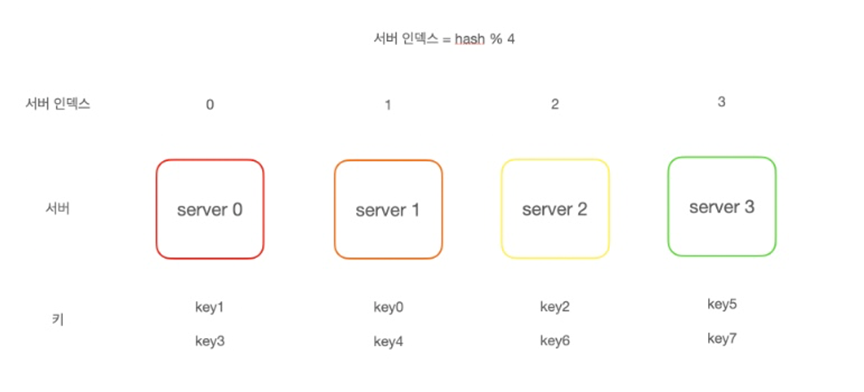 서버 인덱스 = hash % 4
서버 인덱스 0 1 2 3
서버 server 0 server 1 server 2 server 3
키
key1 key0 key2 key5
key3 key4 key6 key7